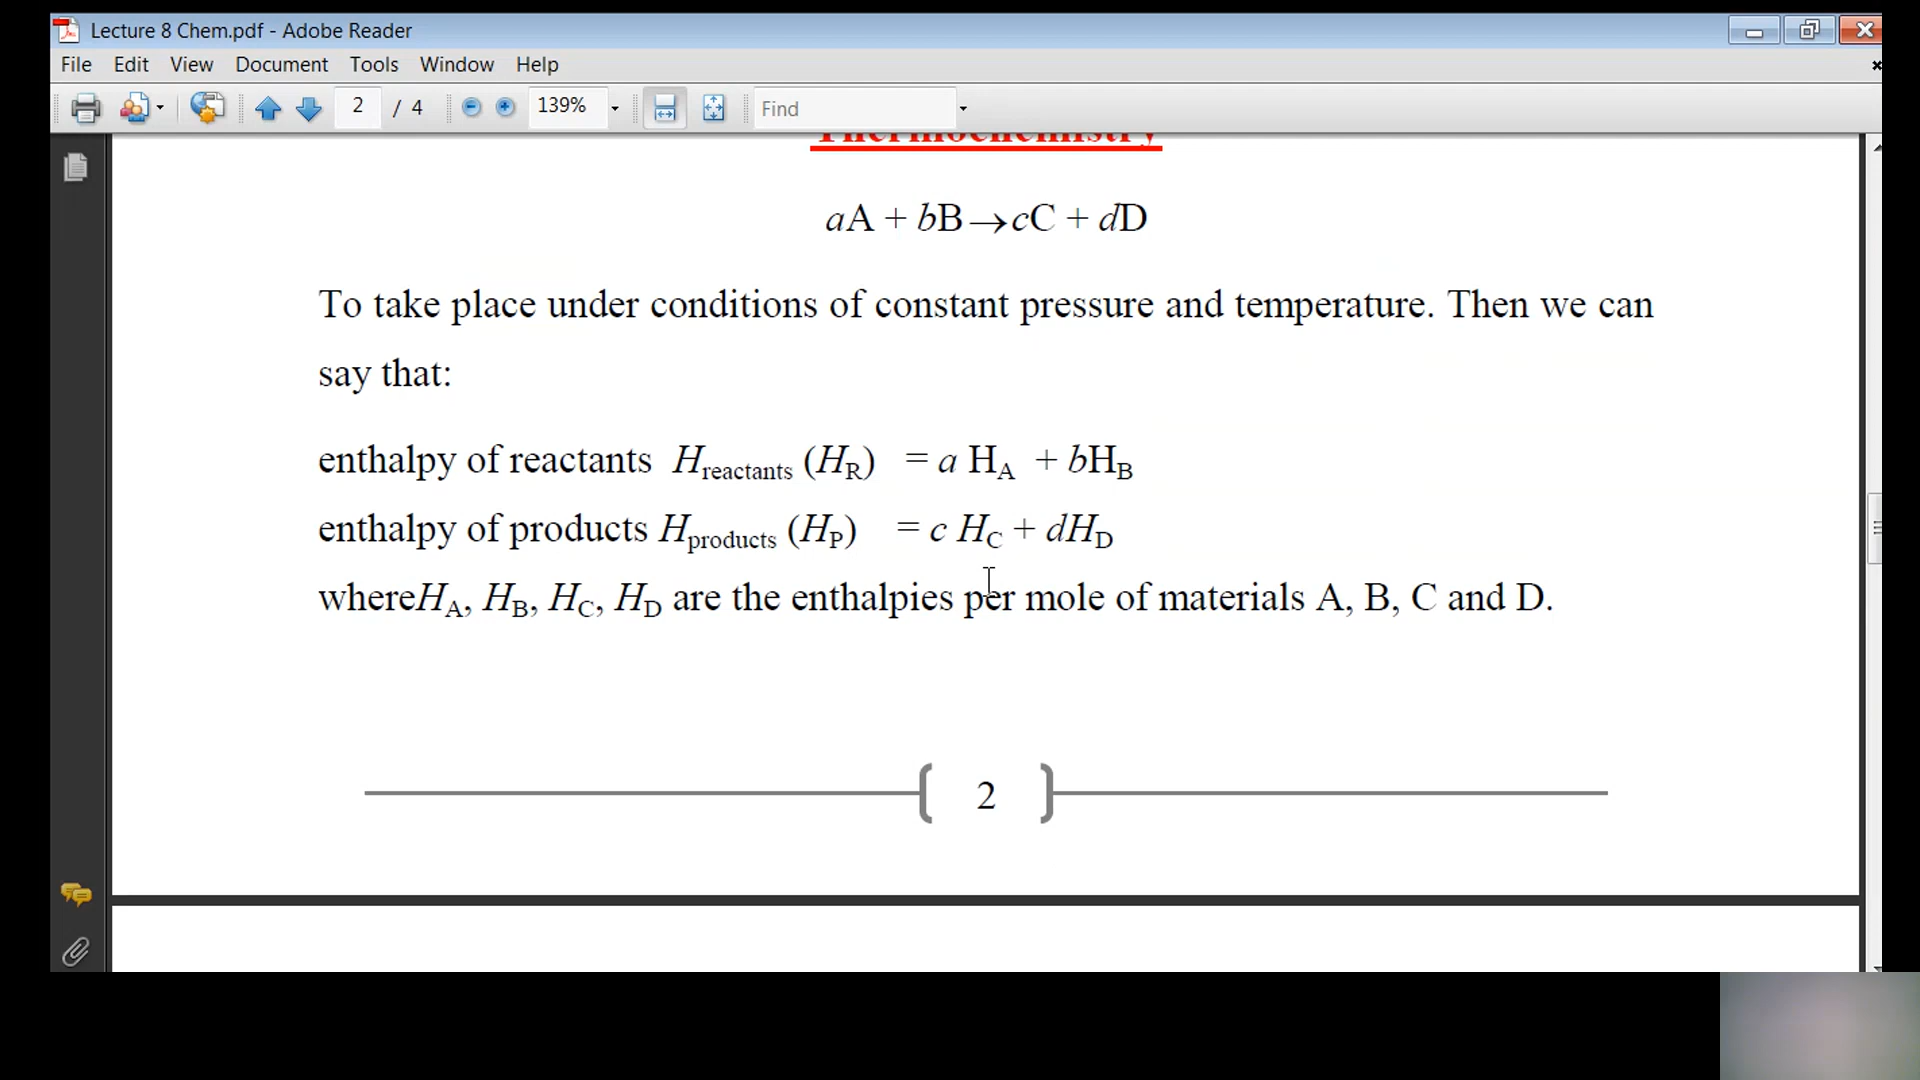 Lecture 8 Chem.pdf - Adobe Reader
File Edit View Document Tools Window Help
2 / 4 139% Find
Thermochemistry
aA + bB→cC + dD
To take place under conditions of constant pressure and temperature. Then we can
say that:
enthalpy of reactants H_reactants (H_R) = a H_A + bH_B
enthalpy of products H_products (H_P) = c H_C + dH_D
whereH_A, H_B, H_C, H_D are the enthalpies per mole of materials A, B, C and D.
2